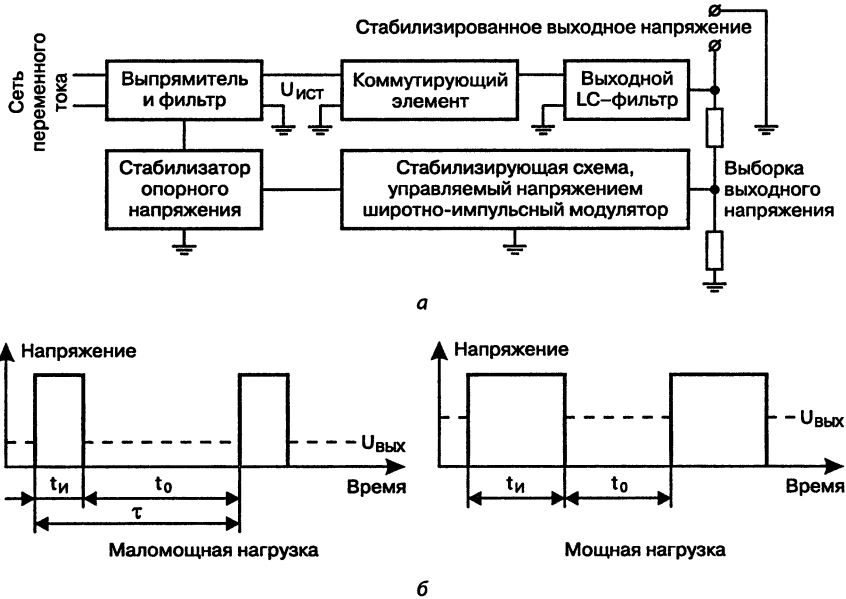 Стабилизированное выходное напряжение
Сеть
переменного
тока
Выпрямитель
и фильтр
Uист
Коммутирующий
элемент
Выходной
LC–фильтр
Стабилизатор
опорного
напряжения
Стабилизирующая схема,
управляемый напряжением
широтно-импульсный модулятор
Выборка
выходного
напряжения
а
Напряжение
Uвых
tи
t0
Время
τ
Маломощная нагрузка
Напряжение
Uвых
tи
t0
Время
Мощная нагрузка
б